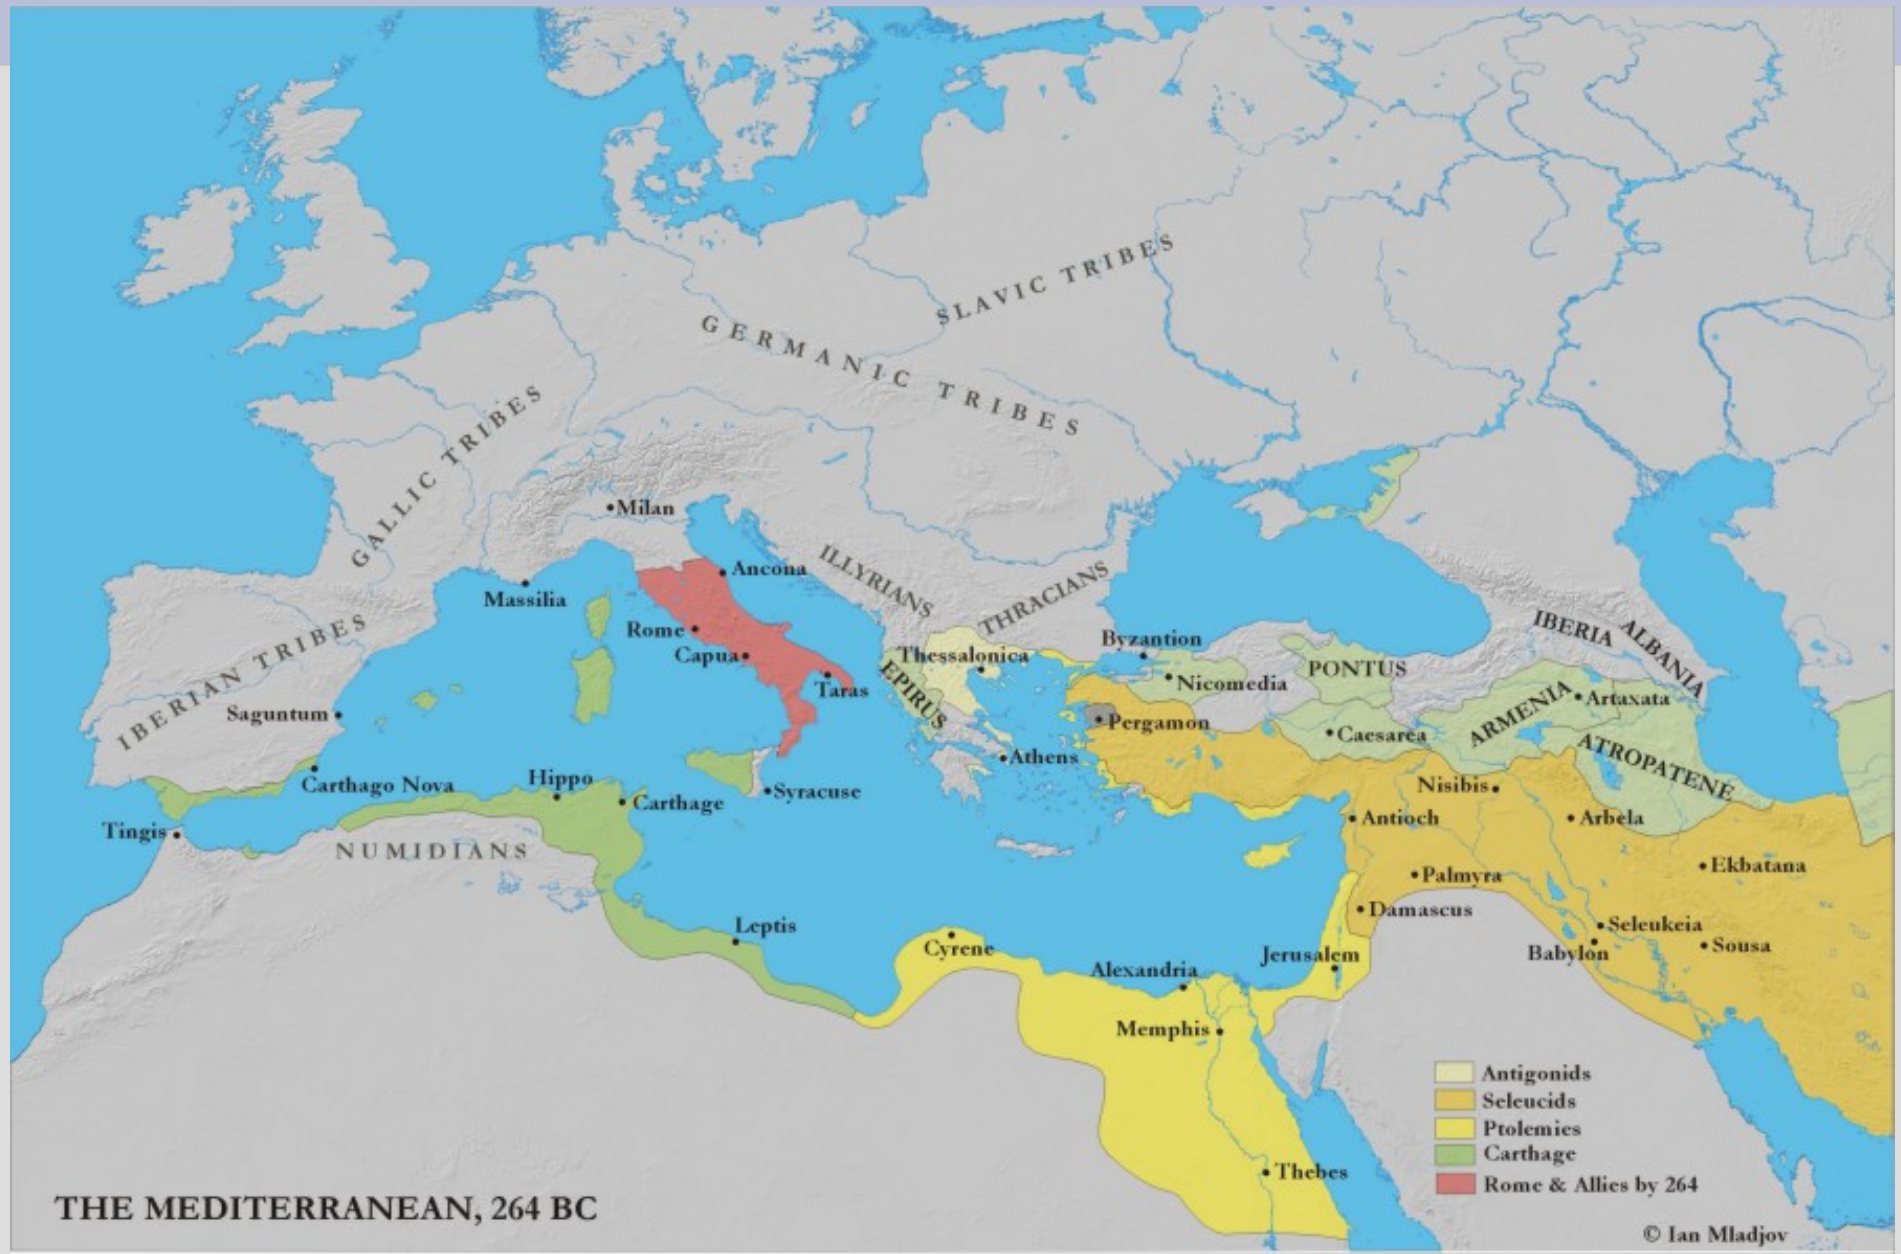 SLAVIC TRIBES
GERMANIC TRIBES
GALLIC TRIBES
Milan
ILLYRIANS
THRACIANS
Ancona
Massilia
IBERIAN TRIBES
Rome
Capua
Taras
Saguntum
Byzantion
Thessalonica
EPIRUS
Nicomedia
PONTUS
IBERIA
ALBANIA
ARMENIA
Artaxata
Pergamon
Caesarea
ATROPATENE
Athens
Carthago Nova
Hippo
Carthage
Syracuse
Nisibis
Tingis
NUMIDIANS
Antioch
Arbela
Palmyra
Ekbatana
Damascus
Leptis
Cyrene
Seleukeia
Babylon
Sousa
Jerusalem
Alexandria
Memphis
Thebes
Antigonids
Seleucids
Ptolemies
Carthage
Rome & Allies by 264
THE MEDITERRANEAN, 264 BC
© Ian Mladjov